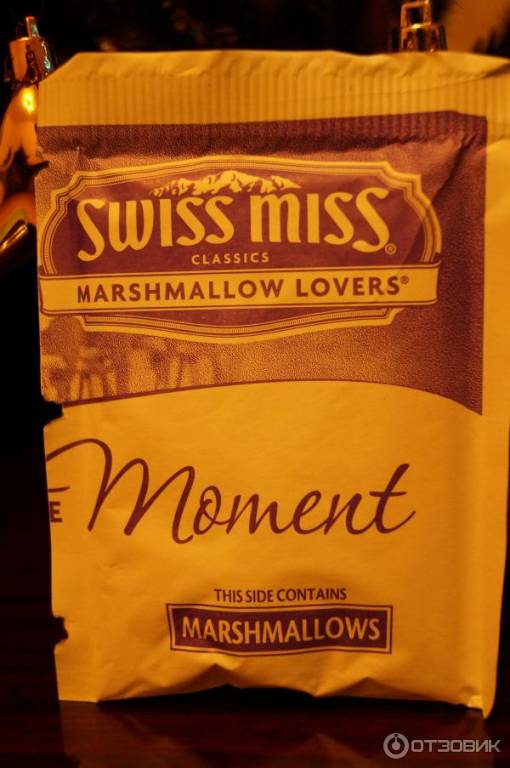 SWISS MISS®
CLASSICS
MARSHMALLOW LOVERS®
E Moment
THIS SIDE CONTAINS
MARSHMALLOWS
ОТЗОВИК